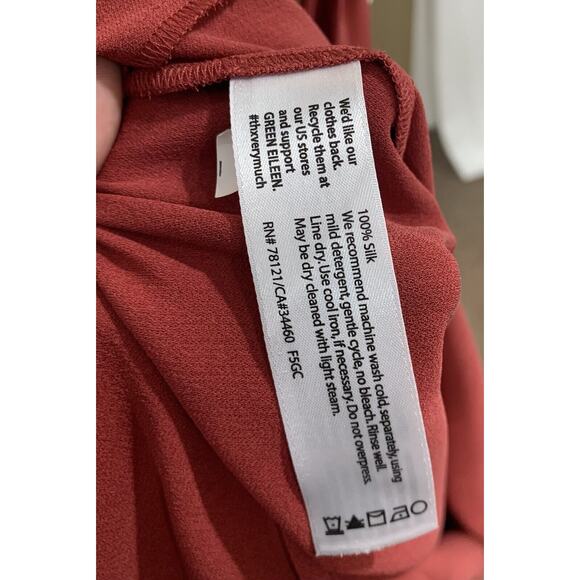 We'd like our
clothes back.
Recycle them at
our US stores
and support
GREEN EILEEN.
#thxverymuch
100% Silk
We recommend machine wash cold, separately, using
mild detergent, gentle cycle, no bleach. Rinse well.
Line dry. Use cool iron, if necessary. Do not overpress.
May be dry cleaned with light steam.
RN# 78121/CA#34460 F5GC